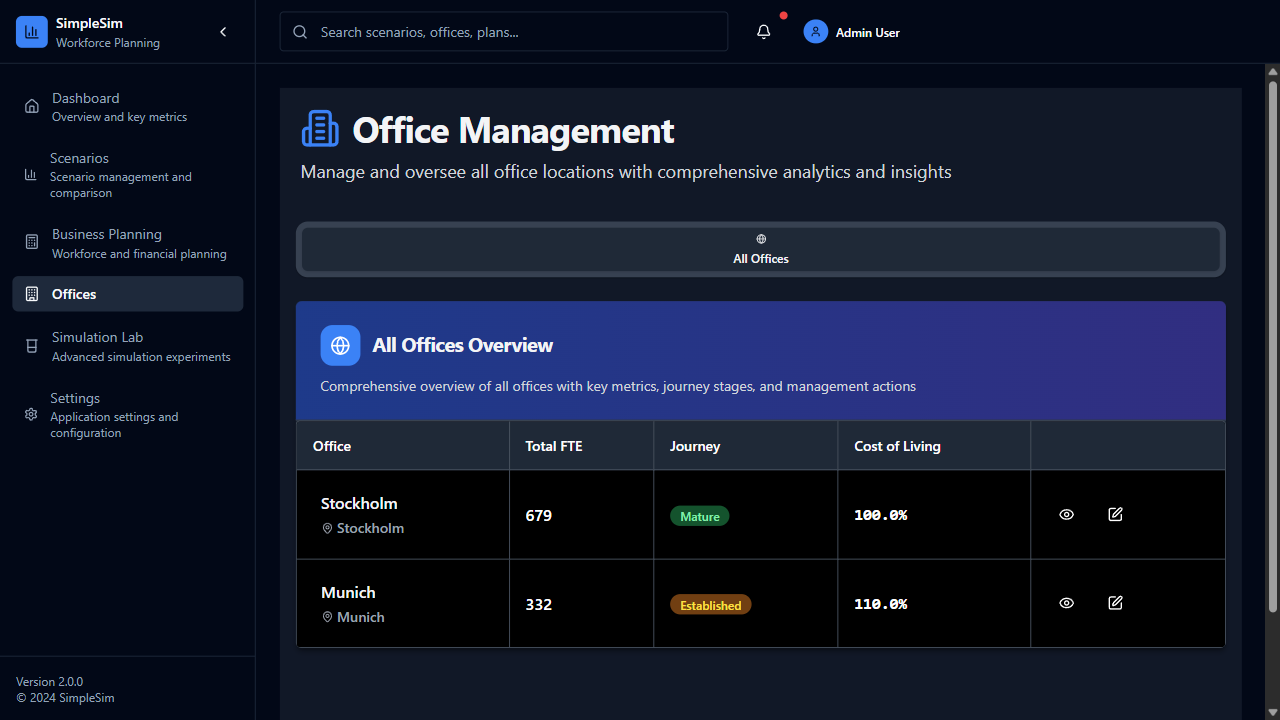 SimpleSim
Workforce Planning
Search scenarios, offices, plans...
Admin User
Dashboard
Overview and key metrics
Scenarios
Scenario management and
comparison
Business Planning
Workforce and financial planning
Offices
Simulation Lab
Advanced simulation experiments
Settings
Application settings and
configuration
Version 2.0.0
© 2024 SimpleSim
Office Management
Manage and oversee all office locations with comprehensive analytics and insights
All Offices
All Offices Overview
Comprehensive overview of all offices with key metrics, journey stages, and management actions
Office Total FTE Journey Cost of Living
Stockholm
Stockholm
679 Mature 100.0%
Munich
Munich
332 Established 110.0%